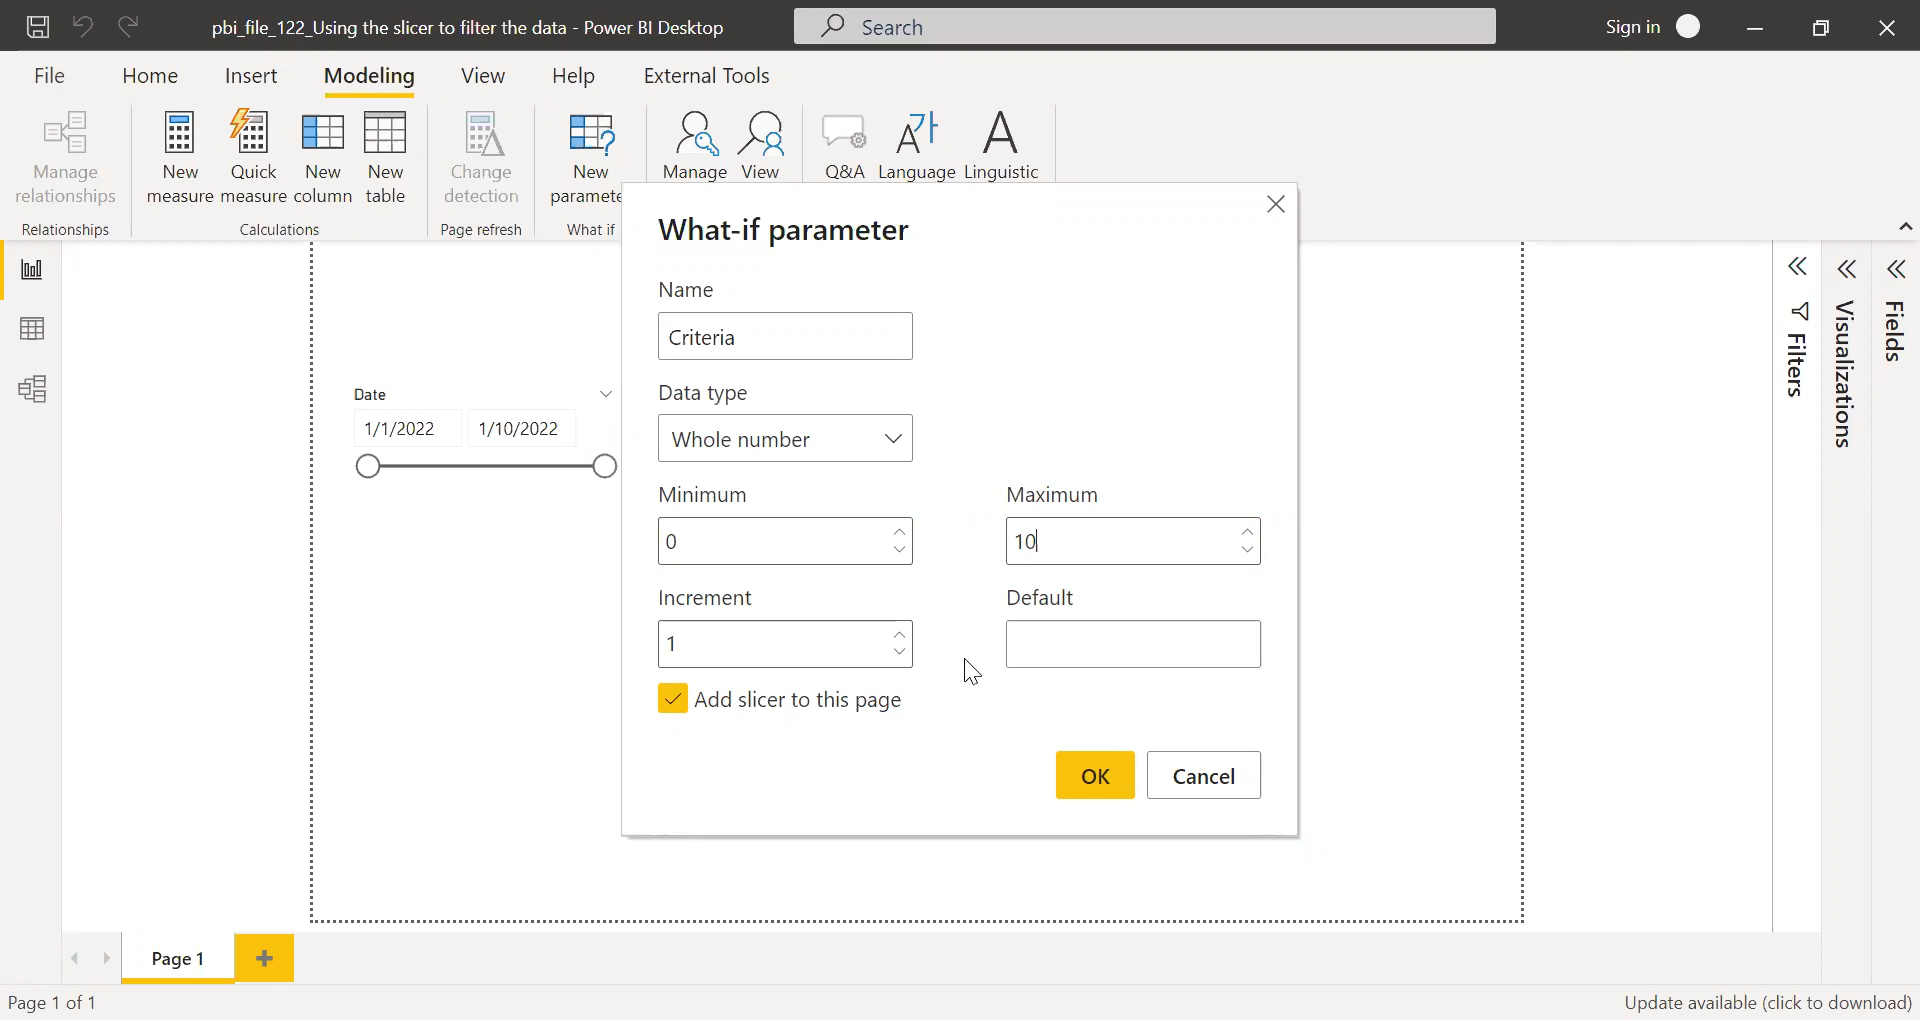 pbi_file_122_Using the slicer to filter the data - Power BI Desktop
Search
Sign in
File Home Insert Modeling View Help External Tools
Manage relationships
New measure
Quick measure
New column
New table
Change detection
New paramete
Manage
View
Q&A
Language
Linguistic
Relationships
Calculations
Page refresh
What if
What-if parameter
Name
Criteria
Data type
Whole number
Minimum
Maximum
0
10
Increment
Default
1
Add slicer to this page
OK
Cancel
Date
1/1/2022
1/10/2022
Filters
Visualizations
Fields
Page 1
Page 1 of 1
Update available (click to download)